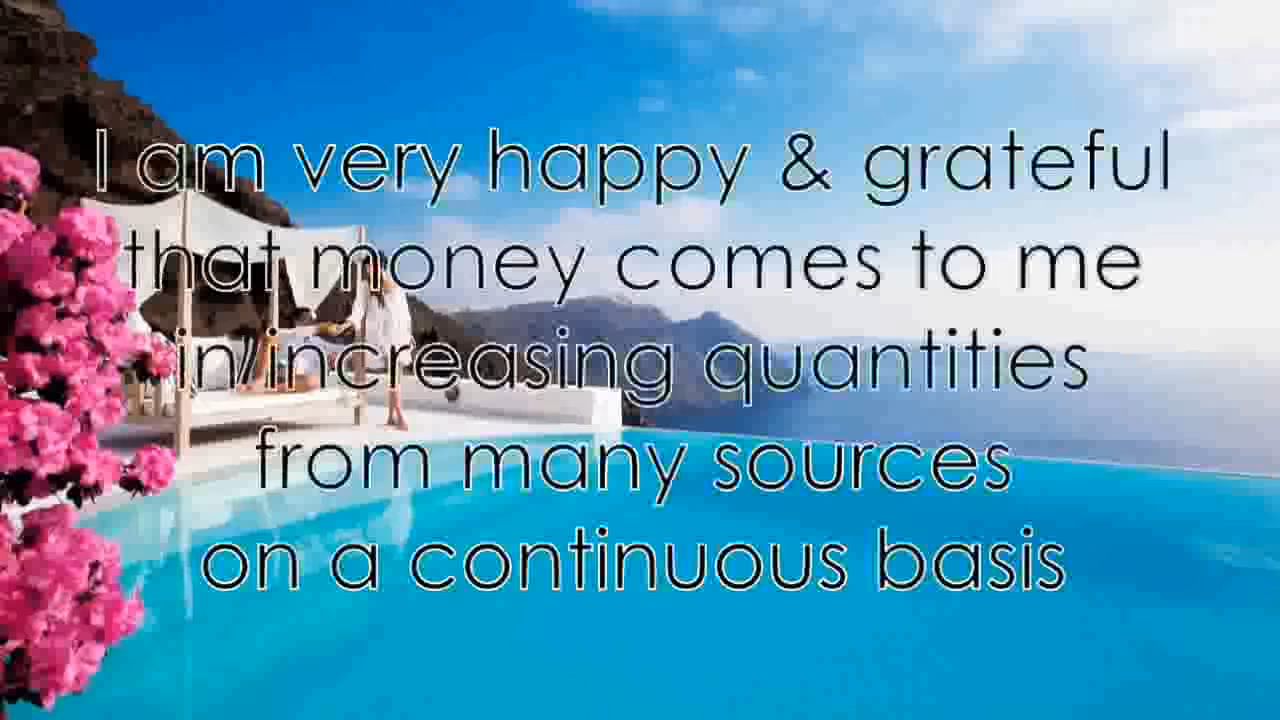 I am very happy & grateful
that money comes to me
in increasing quantities
from many sources
on a continuous basis